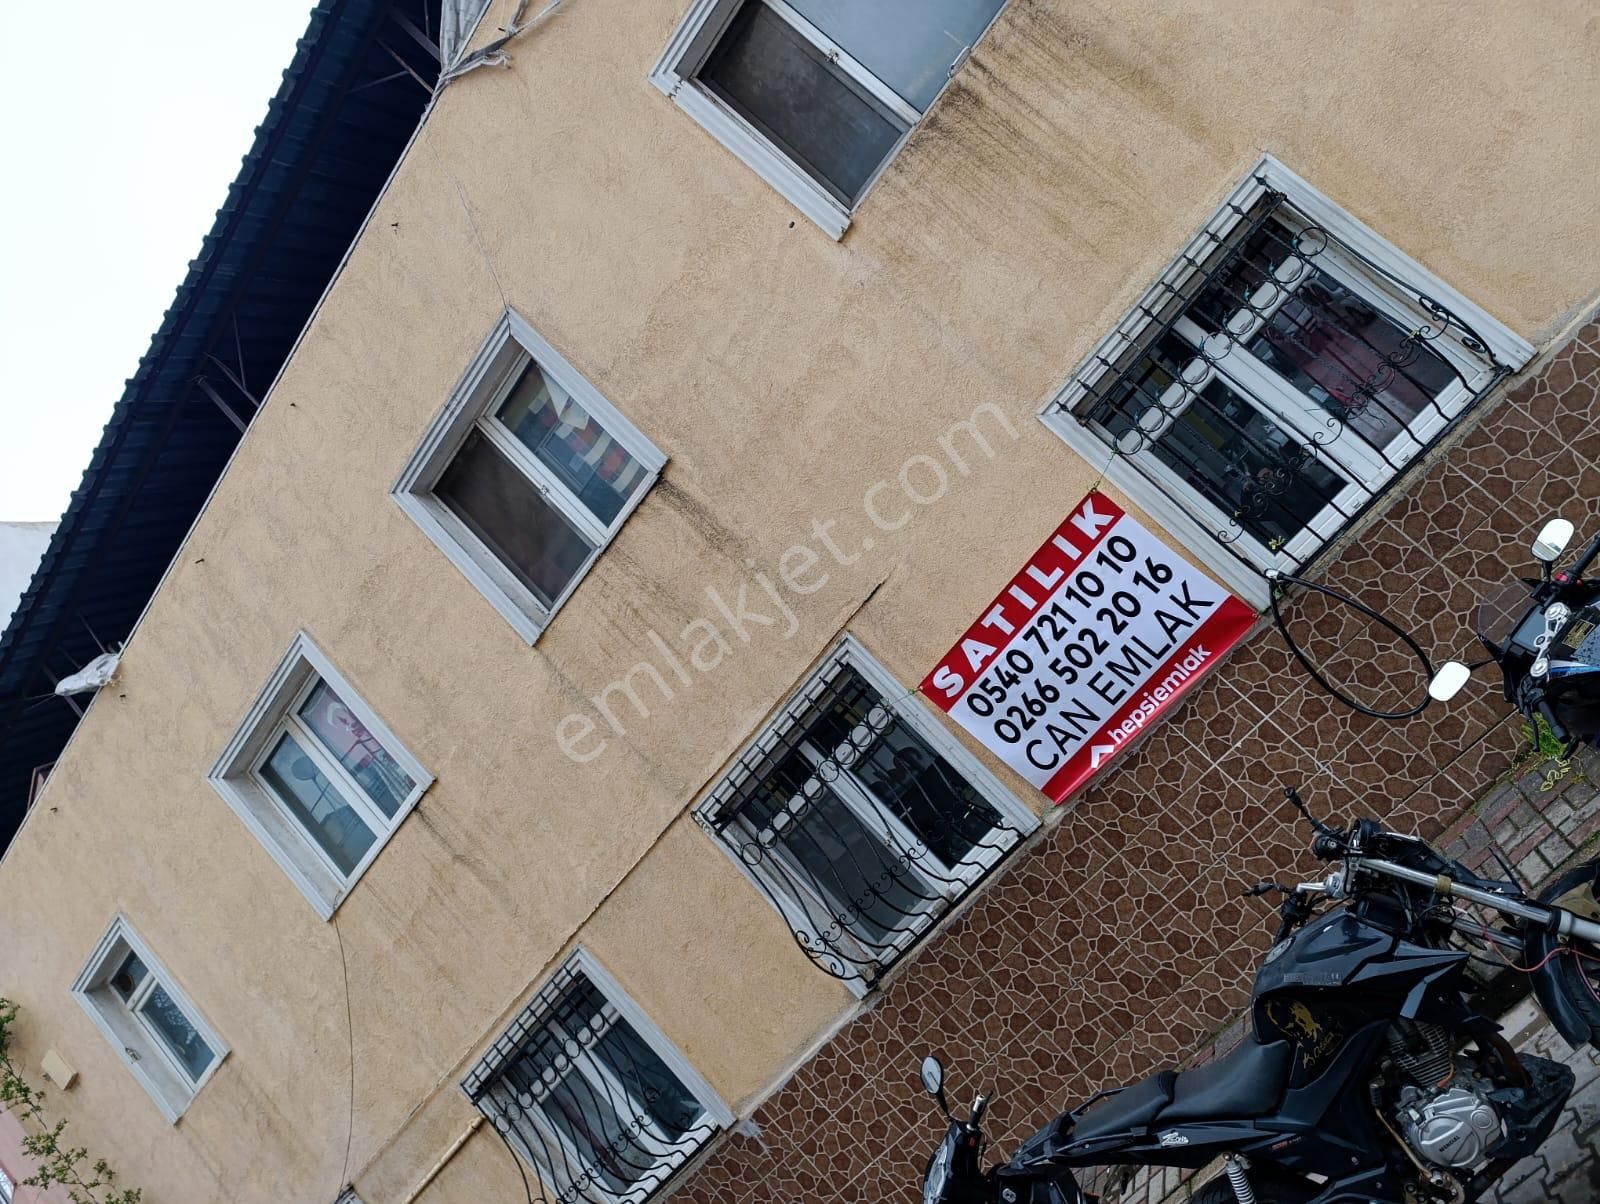 SATILIK
0540 721 10 10
0266 502 20 16
CAN EMLAK
hepsiemlak
emlakjet.com